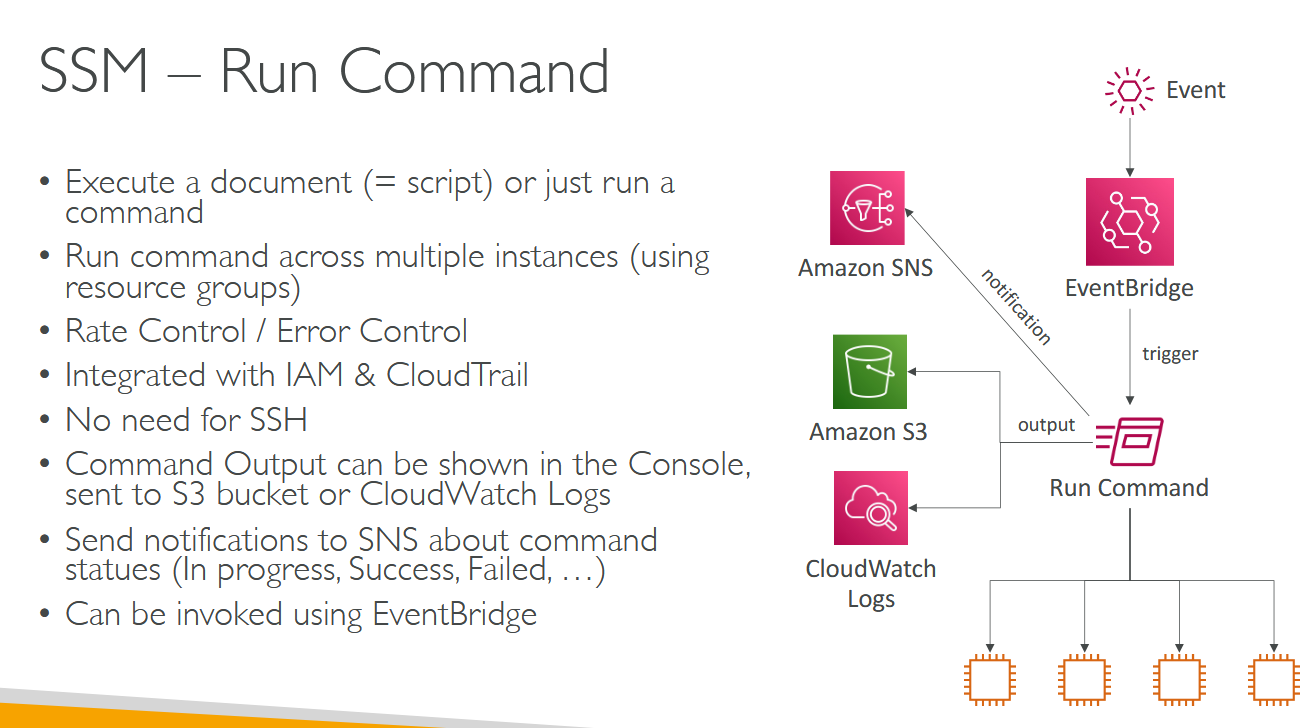 SSM – Run Command
• Execute a document (= script) or just run a
command
• Run command across multiple instances (using
resource groups)
• Rate Control / Error Control
• Integrated with IAM & CloudTrail
• No need for SSH
• Command Output can be shown in the Console,
sent to S3 bucket or CloudWatch Logs
• Send notifications to SNS about command
statues (In progress, Success, Failed, …)
• Can be invoked using EventBridge
Event
Amazon SNS
EventBridge
notification
trigger
Amazon S3
output
Run Command
CloudWatch
Logs